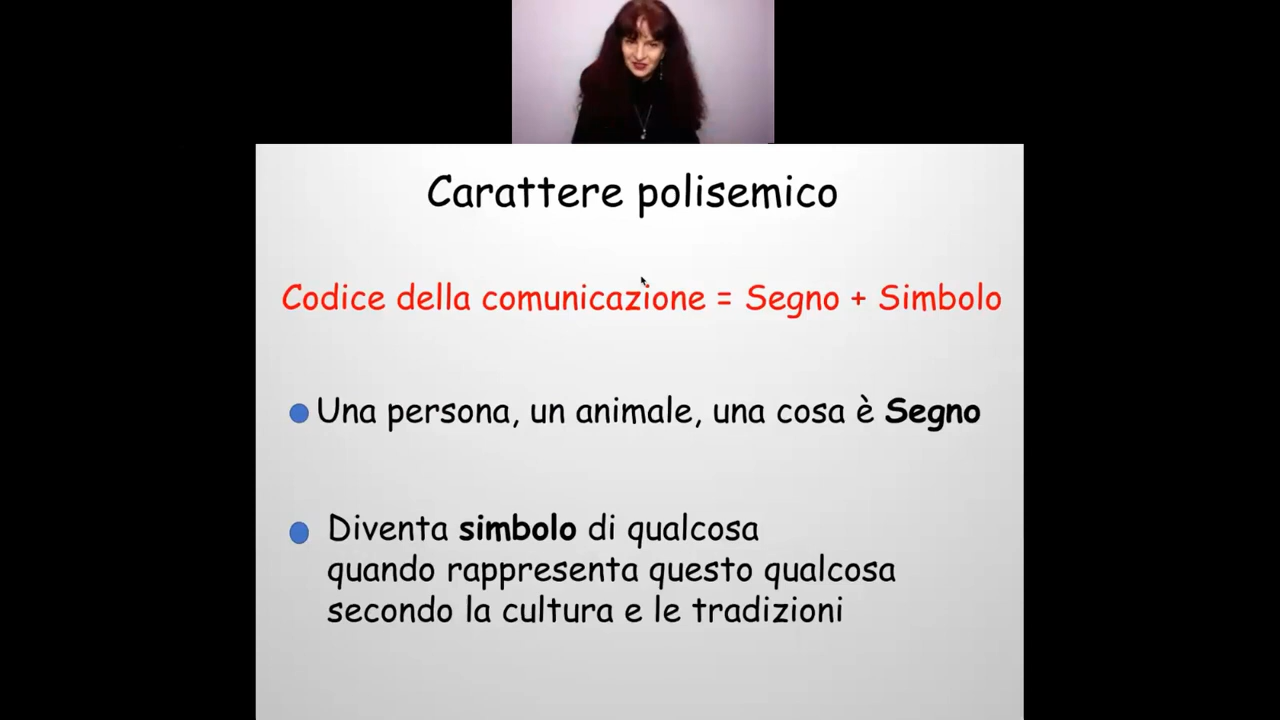 Carattere polisemico
Codice della comunicazione = Segno + Simbolo
Una persona, un animale, una cosa è Segno
Diventa simbolo di qualcosa
quando rappresenta questo qualcosa
secondo la cultura e le tradizioni